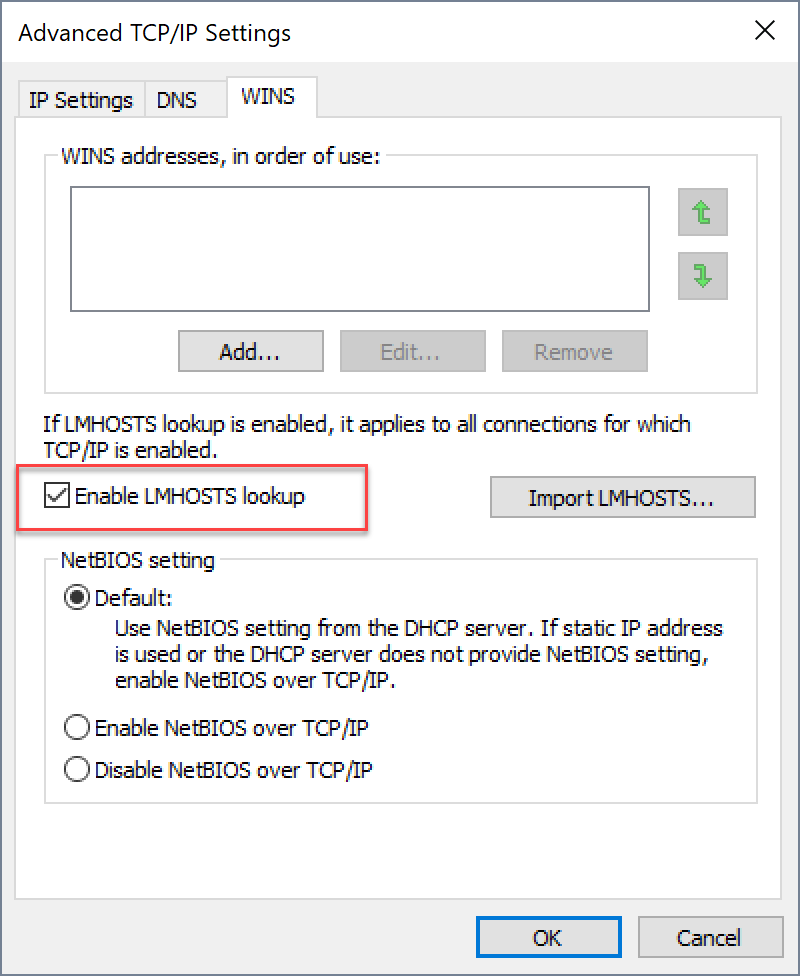 Advanced TCP/IP Settings
IP Settings DNS WINS
WINS addresses, in order of use:
Add... Edit... Remove
If LMHOSTS lookup is enabled, it applies to all connections for which
TCP/IP is enabled.
Enable LMHOSTS lookup Import LMHOSTS...
NetBIOS setting
Default:
Use NetBIOS setting from the DHCP server. If static IP address
is used or the DHCP server does not provide NetBIOS setting,
enable NetBIOS over TCP/IP.
Enable NetBIOS over TCP/IP
Disable NetBIOS over TCP/IP
OK Cancel